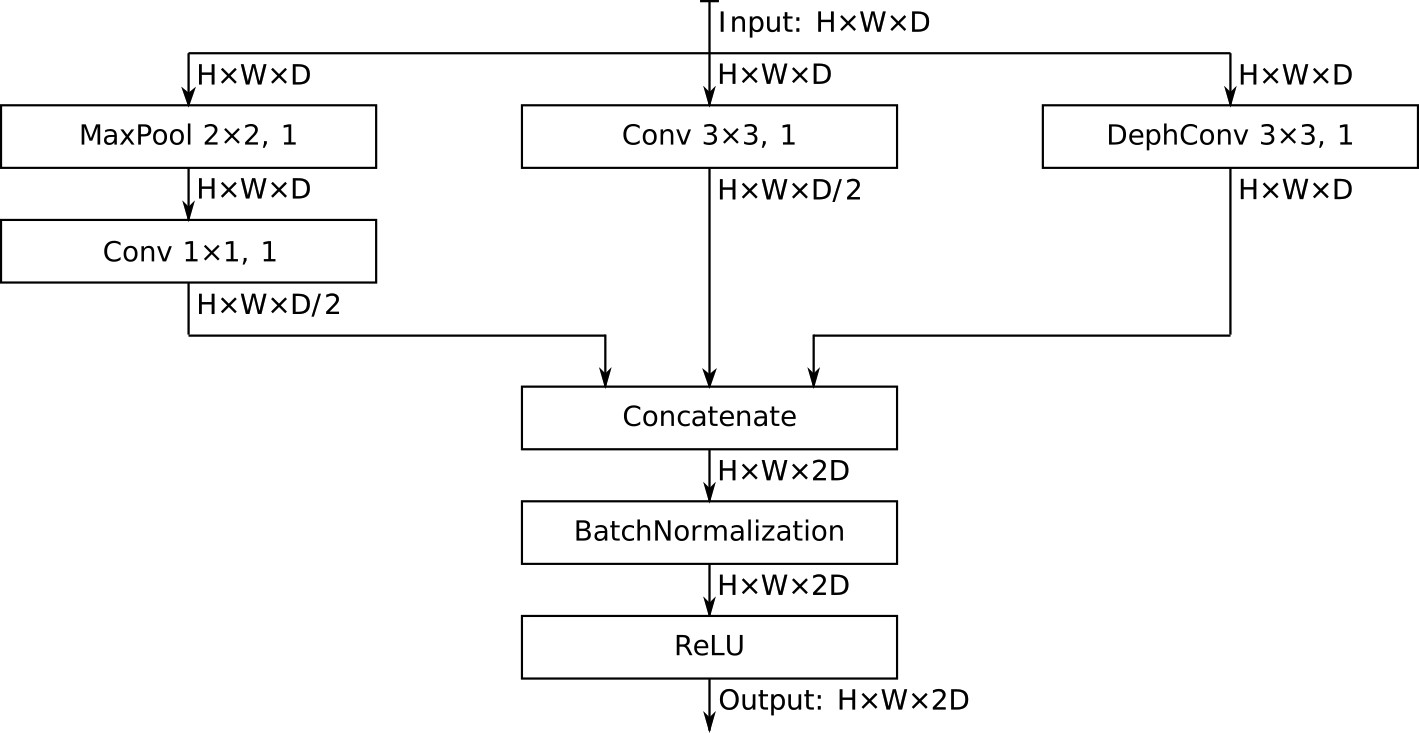 Input: H×W×D
H×W×D
H×W×D
H×W×D
MaxPool 2×2, 1
Conv 3×3, 1
DephConv 3×3, 1
H×W×D
H×W×D/2
H×W×D
Conv 1×1, 1
H×W×D/2
Concatenate
H×W×2D
BatchNormalization
H×W×2D
ReLU
Output: H×W×2D